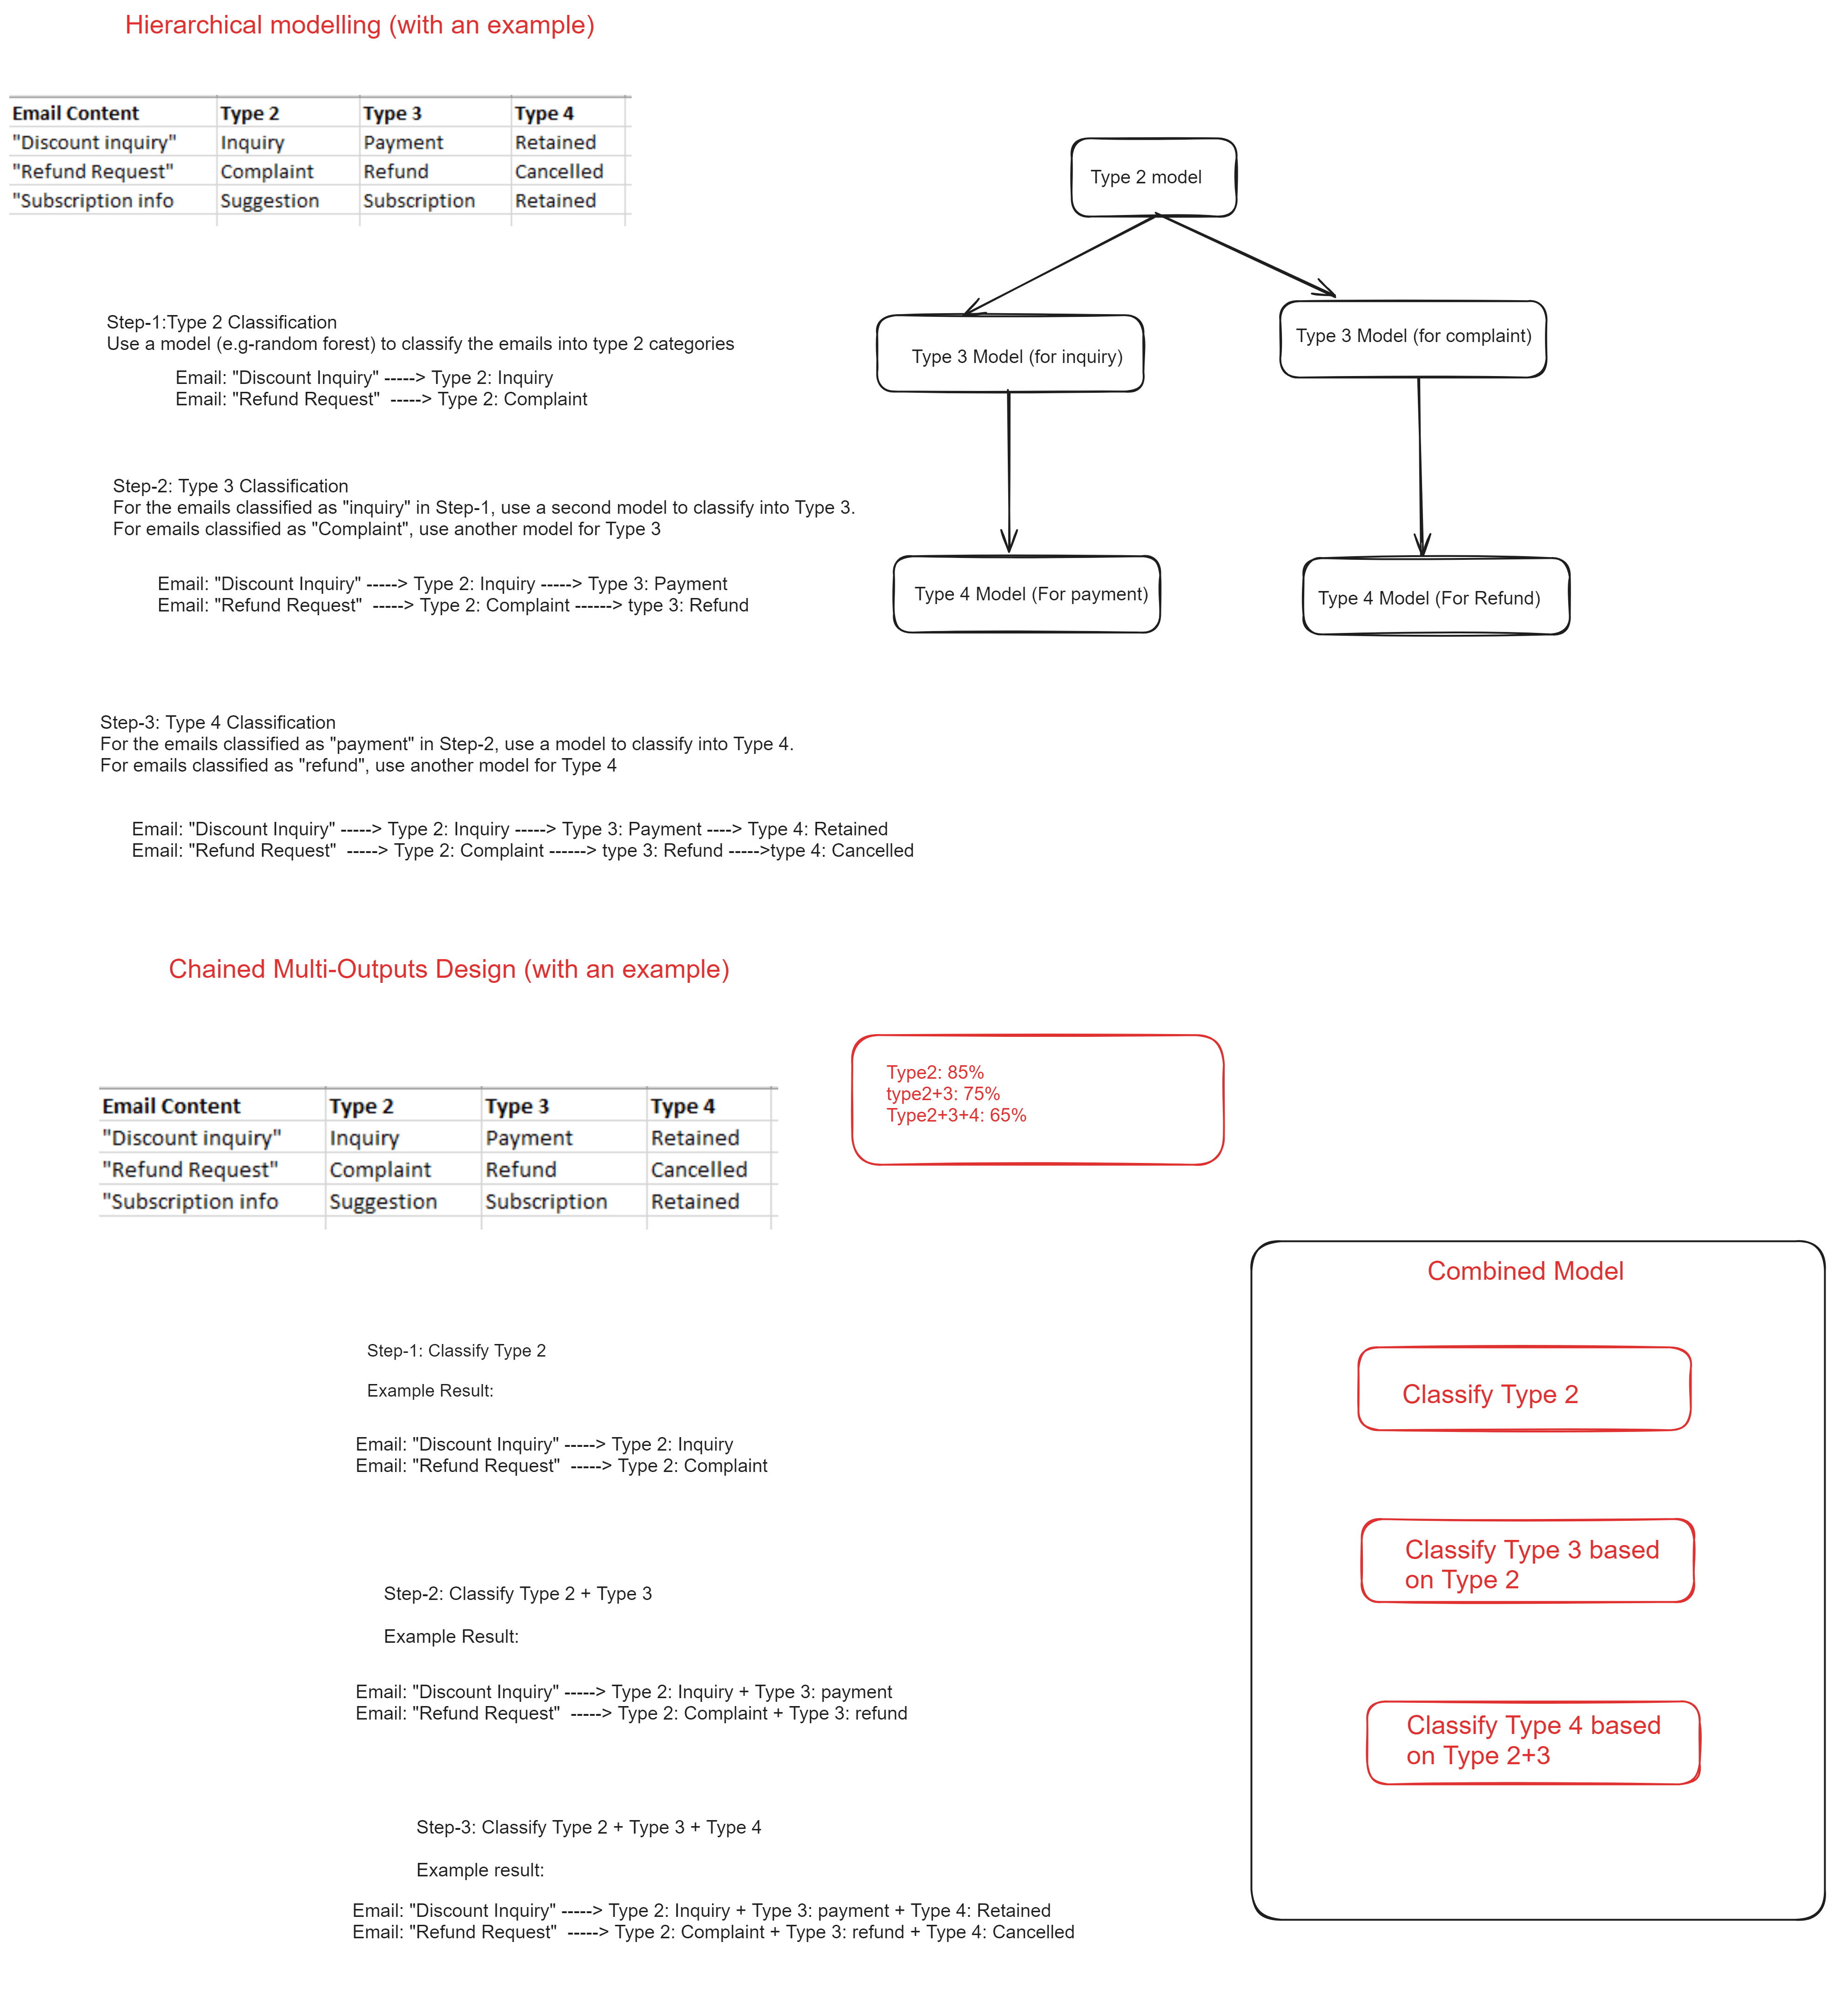 Hierarchical modelling (with an example)
Email Content Type 2 Type 3 Type 4
"Discount inquiry" Inquiry Payment Retained
"Refund Request" Complaint Refund Cancelled
"Subscription info Suggestion Subscription Retained
Type 2 model
Type 3 Model (for inquiry)
Type 3 Model (for complaint)
Type 4 Model (For payment)
Type 4 Model (For Refund)
Step-1:Type 2 Classification
Use a model (e.g-random forest) to classify the emails into type 2 categories
Email: "Discount Inquiry" -----> Type 2: Inquiry
Email: "Refund Request"  -----> Type 2: Complaint
Step-2: Type 3 Classification
For the emails classified as "inquiry" in Step-1, use a second model to classify into Type 3.
For emails classified as "Complaint", use another model for Type 3
Email: "Discount Inquiry" -----> Type 2: Inquiry -----> Type 3: Payment
Email: "Refund Request"  -----> Type 2: Complaint ------> type 3: Refund
Step-3: Type 4 Classification
For the emails classified as "payment" in Step-2, use a model to classify into Type 4.
For emails classified as "refund", use another model for Type 4
Email: "Discount Inquiry" -----> Type 2: Inquiry -----> Type 3: Payment ----> Type 4: Retained
Email: "Refund Request"  -----> Type 2: Complaint ------> type 3: Refund ----->type 4: Cancelled
Chained Multi-Outputs Design (with an example)
Type2: 85%
type2+3: 75%
Type2+3+4: 65%
Email Content Type 2 Type 3 Type 4
"Discount inquiry" Inquiry Payment Retained
"Refund Request" Complaint Refund Cancelled
"Subscription info Suggestion Subscription Retained
Combined Model
Classify Type 2
Classify Type 3 based
on Type 2
Classify Type 4 based
on Type 2+3
Step-1: Classify Type 2
Example Result:
Email: "Discount Inquiry" -----> Type 2: Inquiry
Email: "Refund Request"  -----> Type 2: Complaint
Step-2: Classify Type 2 + Type 3
Example Result:
Email: "Discount Inquiry" -----> Type 2: Inquiry + Type 3: payment
Email: "Refund Request"  -----> Type 2: Complaint + Type 3: refund
Step-3: Classify Type 2 + Type 3 + Type 4
Example result:
Email: "Discount Inquiry" -----> Type 2: Inquiry + Type 3: payment + Type 4: Retained
Email: "Refund Request"  -----> Type 2: Complaint + Type 3: refund + Type 4: Cancelled